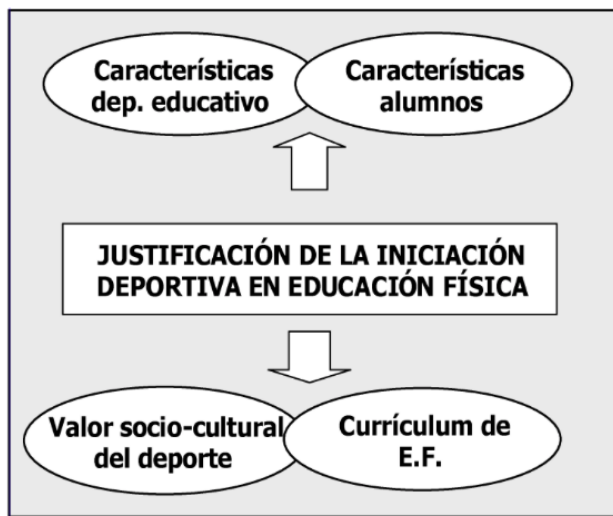 Características
dep. educativo
Características
alumnos
JUSTIFICACIÓN DE LA INICIACIÓN
DEPORTIVA EN EDUCACIÓN FÍSICA
Valor socio-cultural
del deporte
Currículum de
E.F.